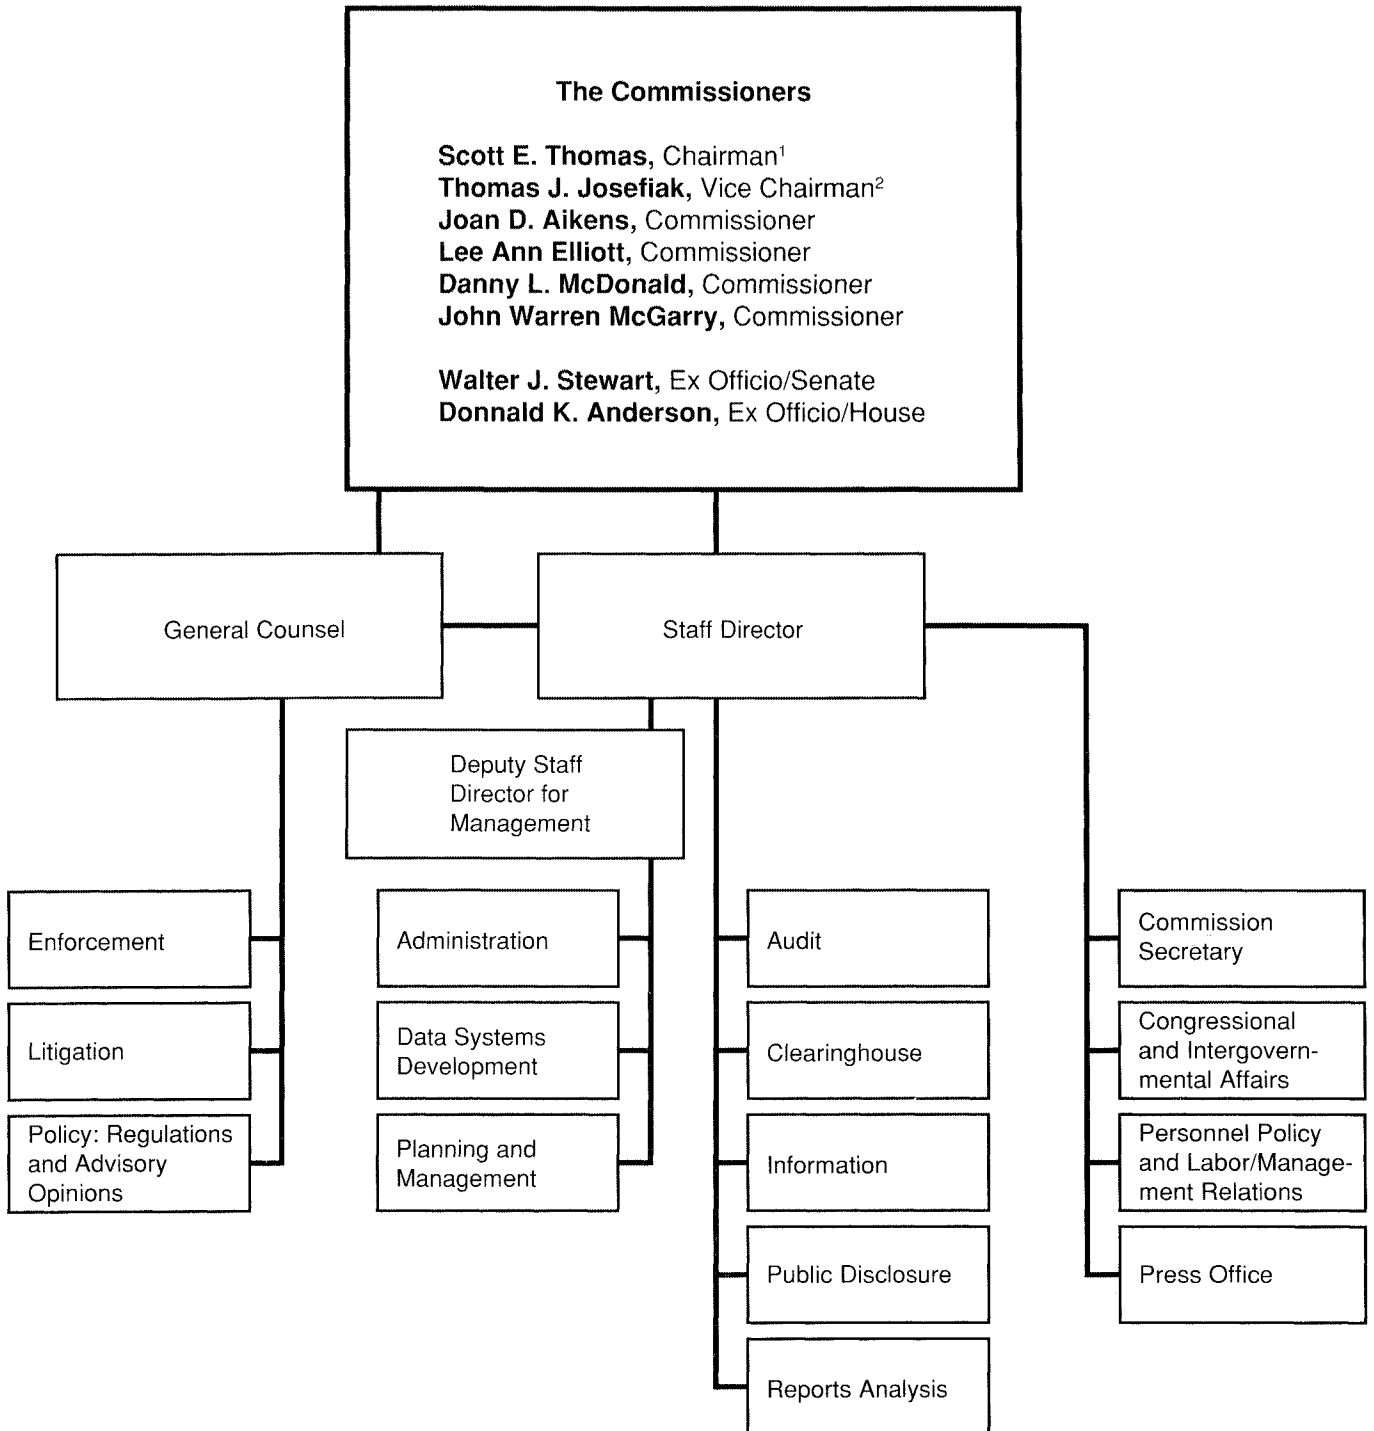 The Commissioners
Scott E. Thomas, Chairman¹
Thomas J. Josefiak, Vice Chairman²
Joan D. Aikens, Commissioner
Lee Ann Elliott, Commissioner
Danny L. McDonald, Commissioner
John Warren McGarry, Commissioner
Walter J. Stewart, Ex Officio/Senate
Donnald K. Anderson, Ex Officio/House
General Counsel
Staff Director
Deputy Staff
Director for
Management
Enforcement
Litigation
Policy: Regulations
and Advisory
Opinions
Administration
Data Systems
Development
Planning and
Management
Audit
Clearinghouse
Information
Public Disclosure
Reports Analysis
Commission
Secretary
Congressional
and Intergovern-
mental Affairs
Personnel Policy
and Labor/Manage-
ment Relations
Press Office